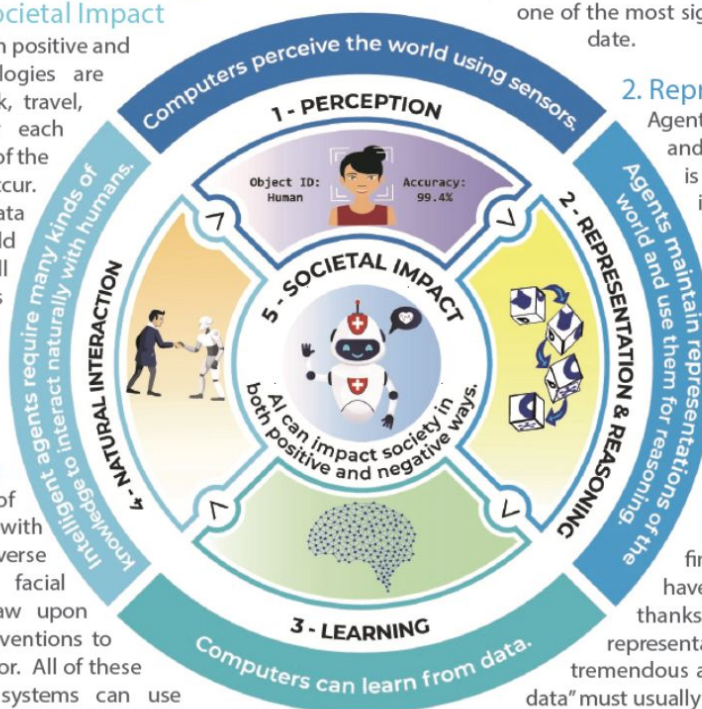 ocietal Impact
n positive and
logies are
k, travel,
each
of the
cur.
ata
ld
ll
s
of
with
verse
facial
aw upon
ventions to
or. All of these
systems can use
one of the most sig
date.
2. Repr
Agent
and
is
i
fin
have
thanks
representa
tremendous a
data" must usually
Computers perceive the world using sensors.
1 - PERCEPTION
Object ID:
Human
Accuracy:
99.4%
Agents maintain representations of the
world and use them for reasoning.
2 - REPRESENTATION & REASONING
3 - LEARNING
Computers can learn from data.
Intelligent agents require many kinds of
knowledge to interact naturally with humans.
4 - NATURAL INTERACTION
5 - SOCIETAL IMPACT
AI can impact society in
both positive and negative ways.